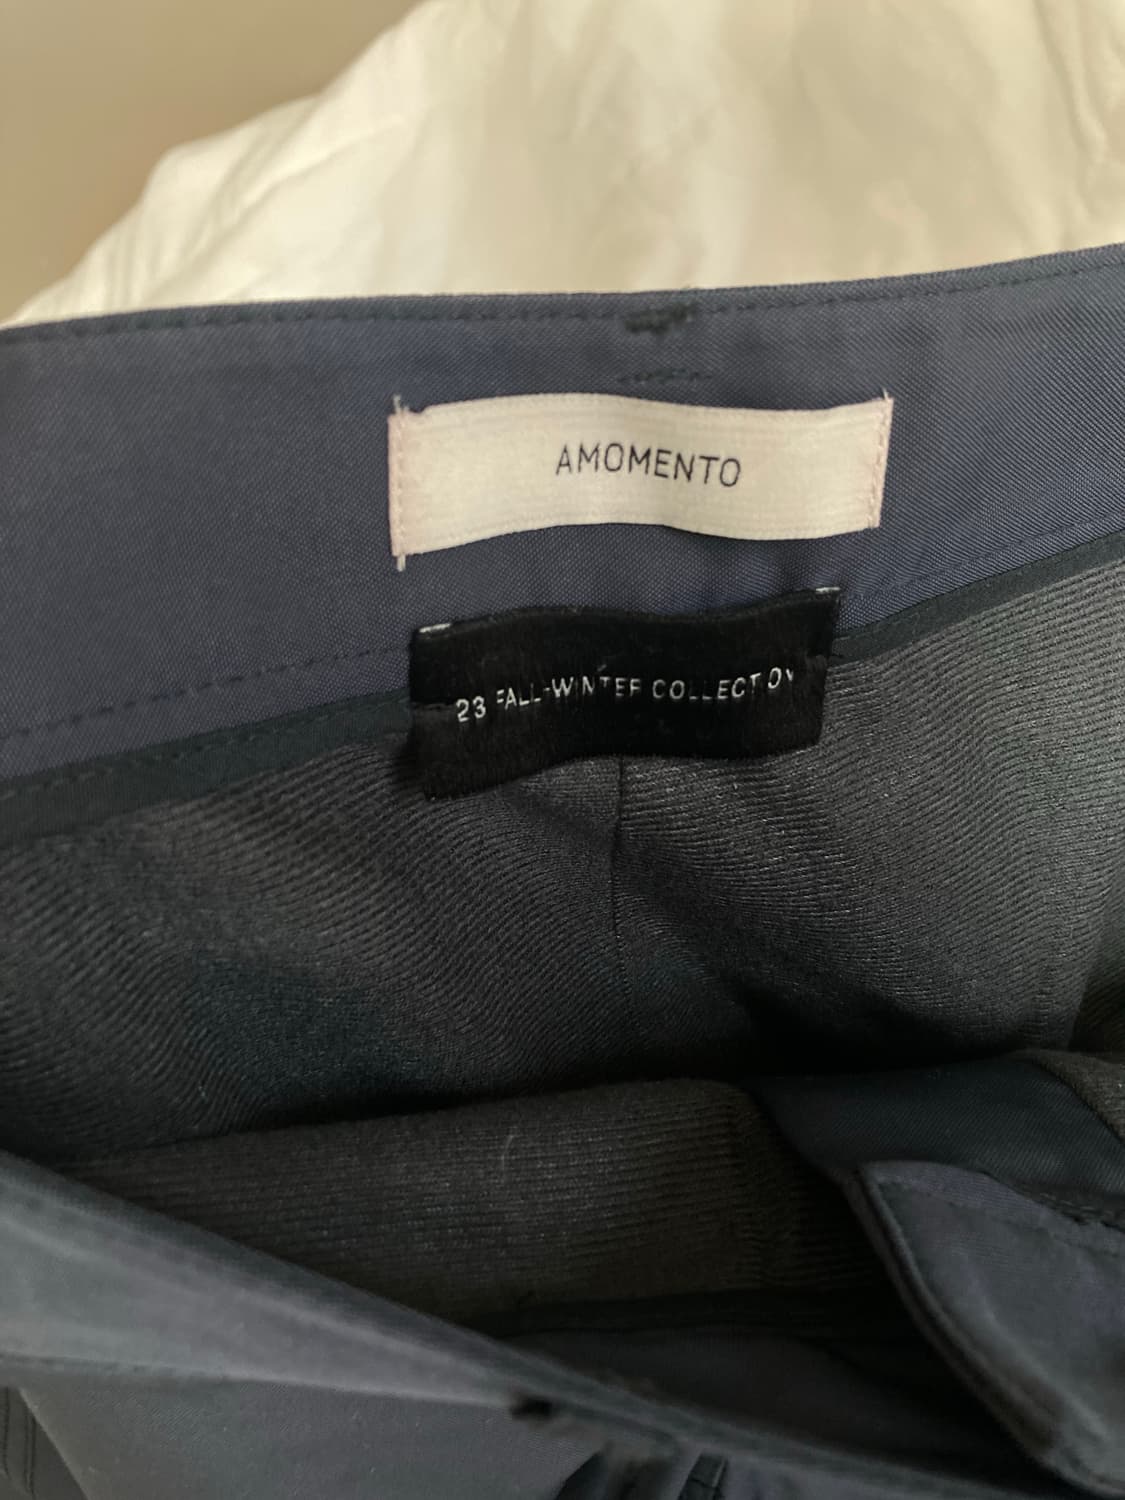 AMOMENTO
23 FALL-WINTER COLLECTION